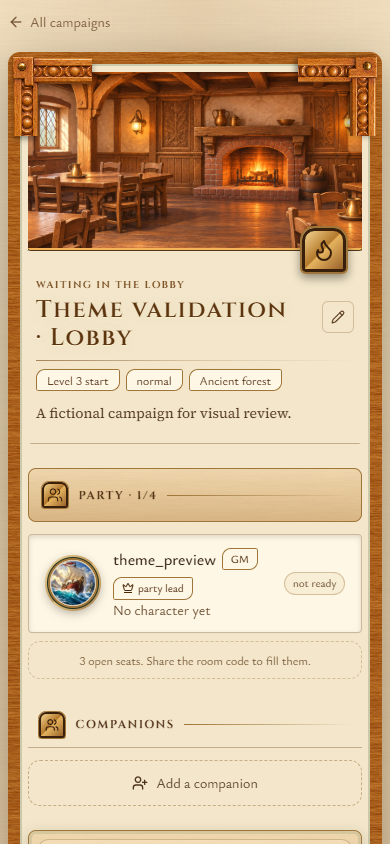 All campaigns
WAITING IN THE LOBBY
THEME VALIDATION
· LOBBY
Level 3 start
normal
Ancient forest
A fictional campaign for visual review.
PARTY · 1/4
theme_preview
GM
party lead
not ready
No character yet
3 open seats. Share the room code to fill them.
COMPANIONS
Add a companion